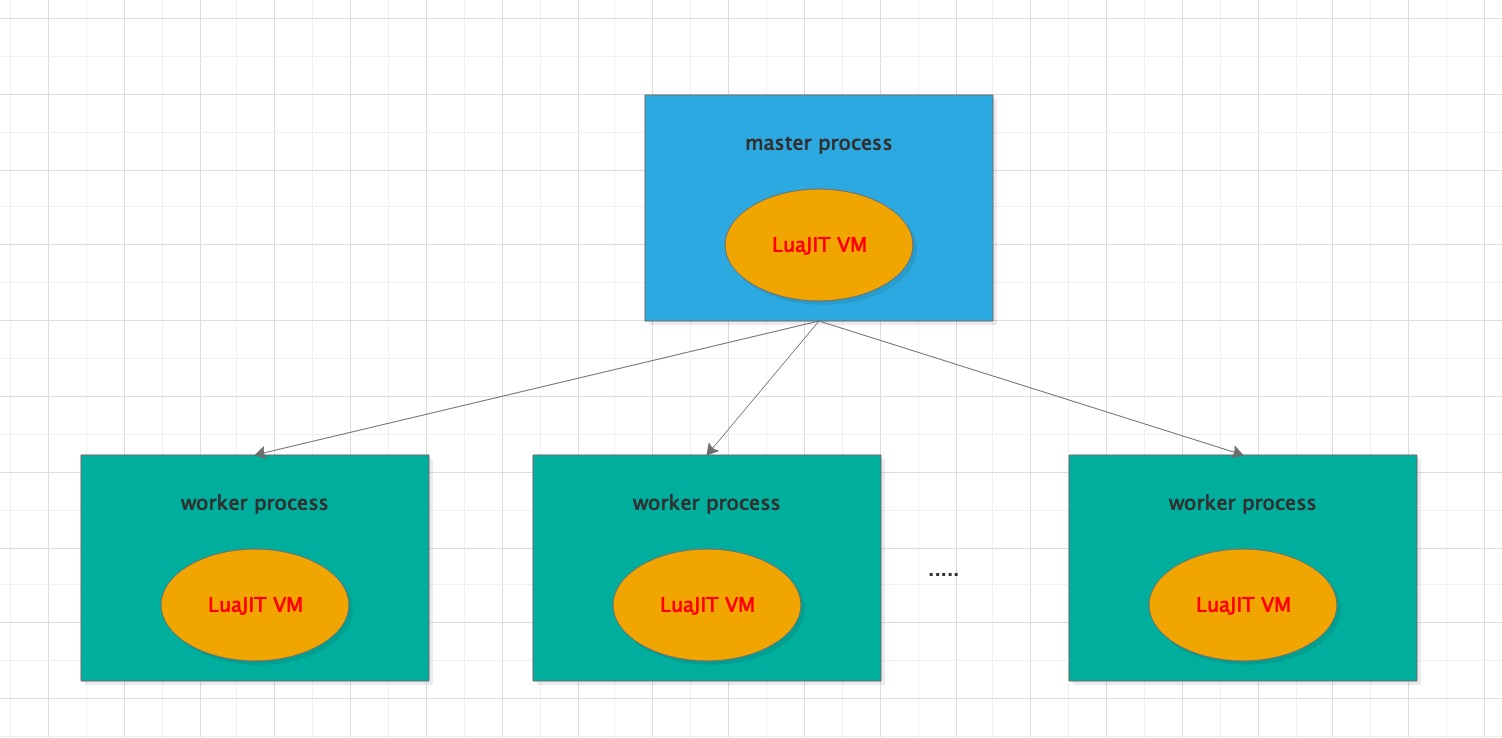 master process
LuaJIT VM
worker process
worker process
worker process
.....
LuaJIT VM
LuaJIT VM
LuaJIT VM